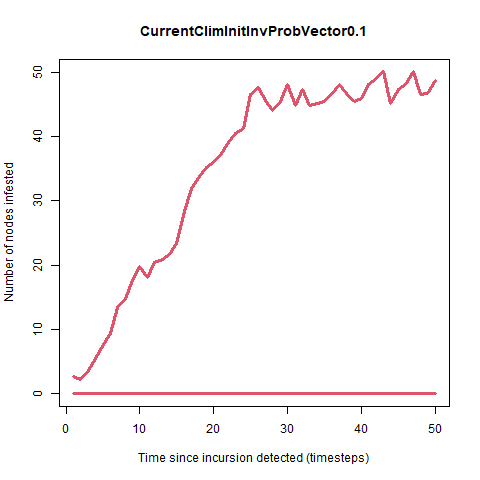 CurrentClimInitInvProbVector0.1
Number of nodes infested
50
40
30
20
10
0
0 10 20 30 40 50
Time since incursion detected (timesteps)